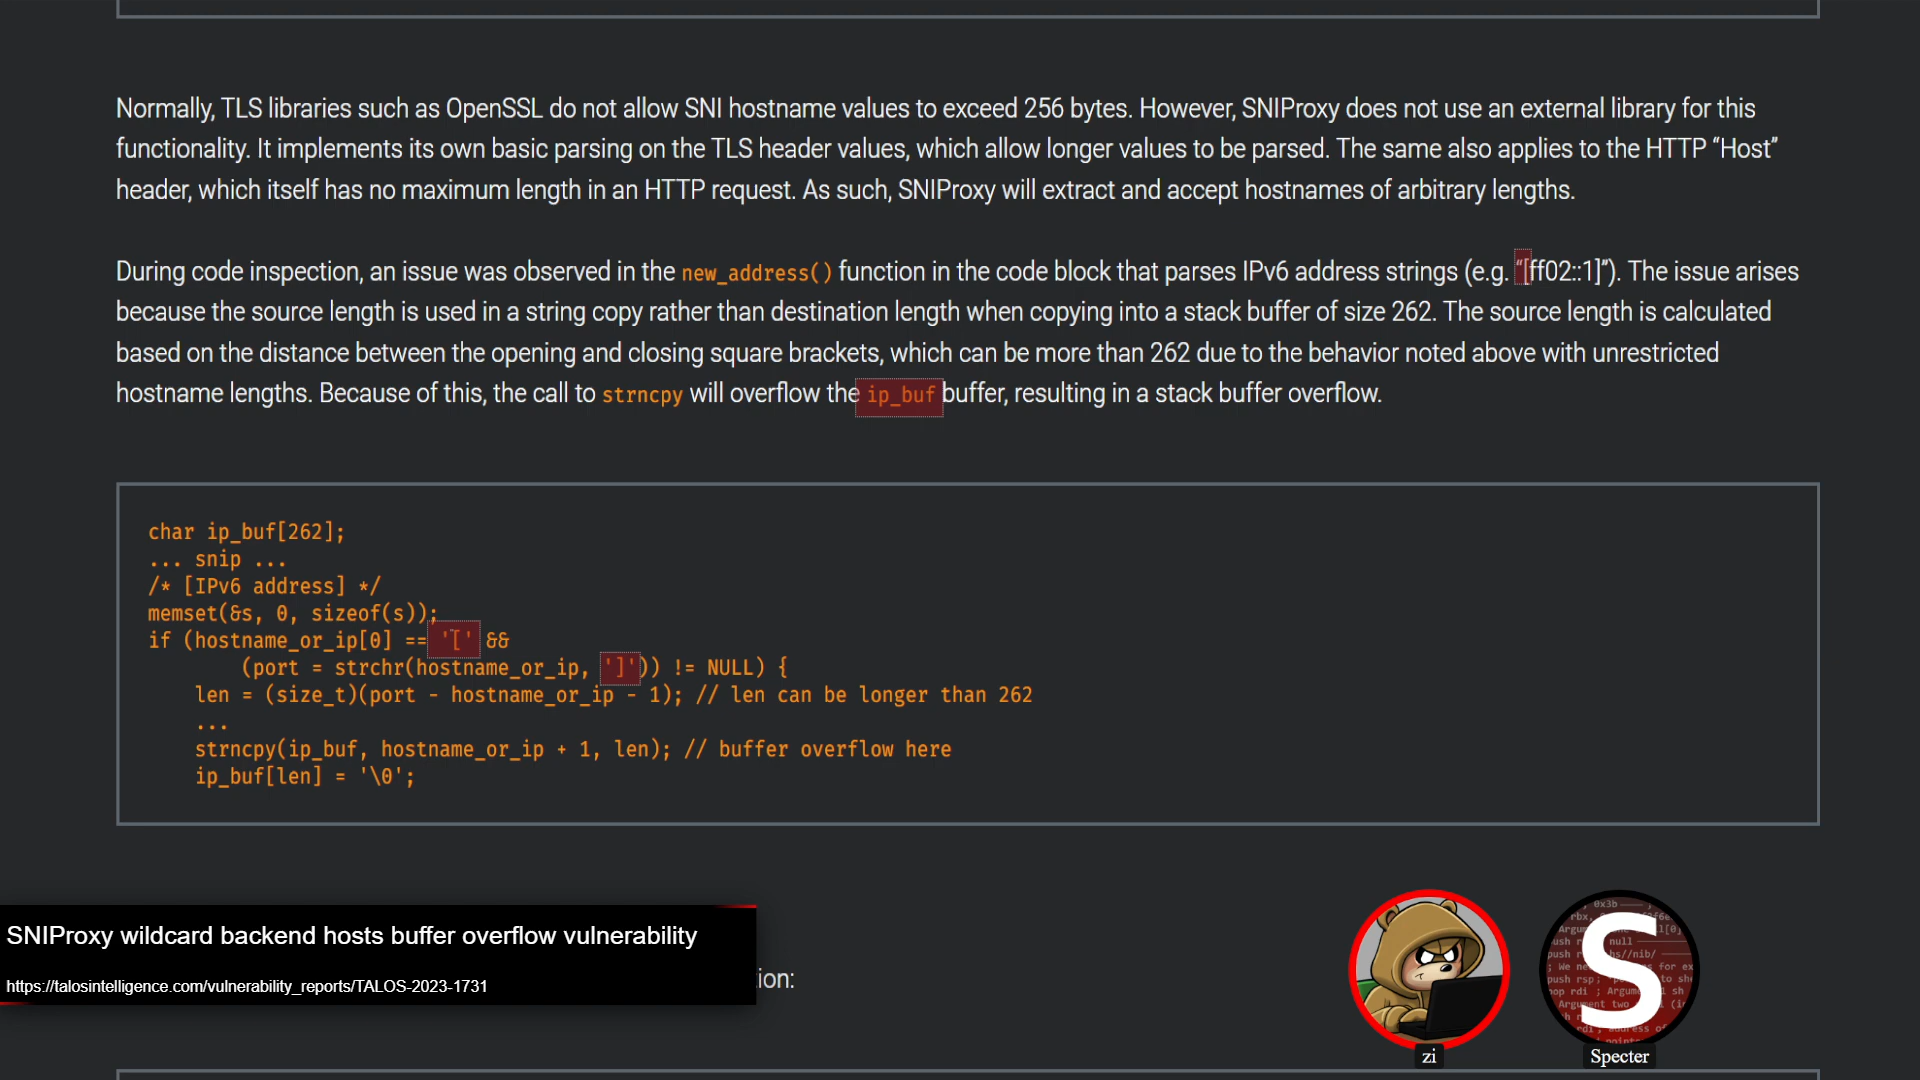 Normally, TLS libraries such as OpenSSL do not allow SNI hostname values to exceed 256 bytes. However, SNIProxy does not use an external library for this
functionality. It implements its own basic parsing on the TLS header values, which allow longer values to be parsed. The same also applies to the HTTP “Host”
header, which itself has no maximum length in an HTTP request. As such, SNIProxy will extract and accept hostnames of arbitrary lengths.
During code inspection, an issue was observed in the new_address() function in the code block that parses IPv6 address strings (e.g. “[ff02::1]”). The issue arises
because the source length is used in a string copy rather than destination length when copying into a stack buffer of size 262. The source length is calculated
based on the distance between the opening and closing square brackets, which can be more than 262 due to the behavior noted above with unrestricted
hostname lengths. Because of this, the call to strncpy will overflow the ip_buf buffer, resulting in a stack buffer overflow.
char ip_buf[262];
... snip ...
/* [IPv6 address] */
memset(&s, 0, sizeof(s));
if (hostname_or_ip[0] == '[' &&
(port = strchr(hostname_or_ip, ']')) != NULL) {
len = (size_t)(port - hostname_or_ip - 1); // len can be longer than 262
...
strncpy(ip_buf, hostname_or_ip + 1, len); // buffer overflow here
ip_buf[len] = '\0';
SNIProxy wildcard backend hosts buffer overflow vulnerability
https://talosintelligence.com/vulnerability_reports/TALOS-2023-1731
ion:
S
zi
Specter